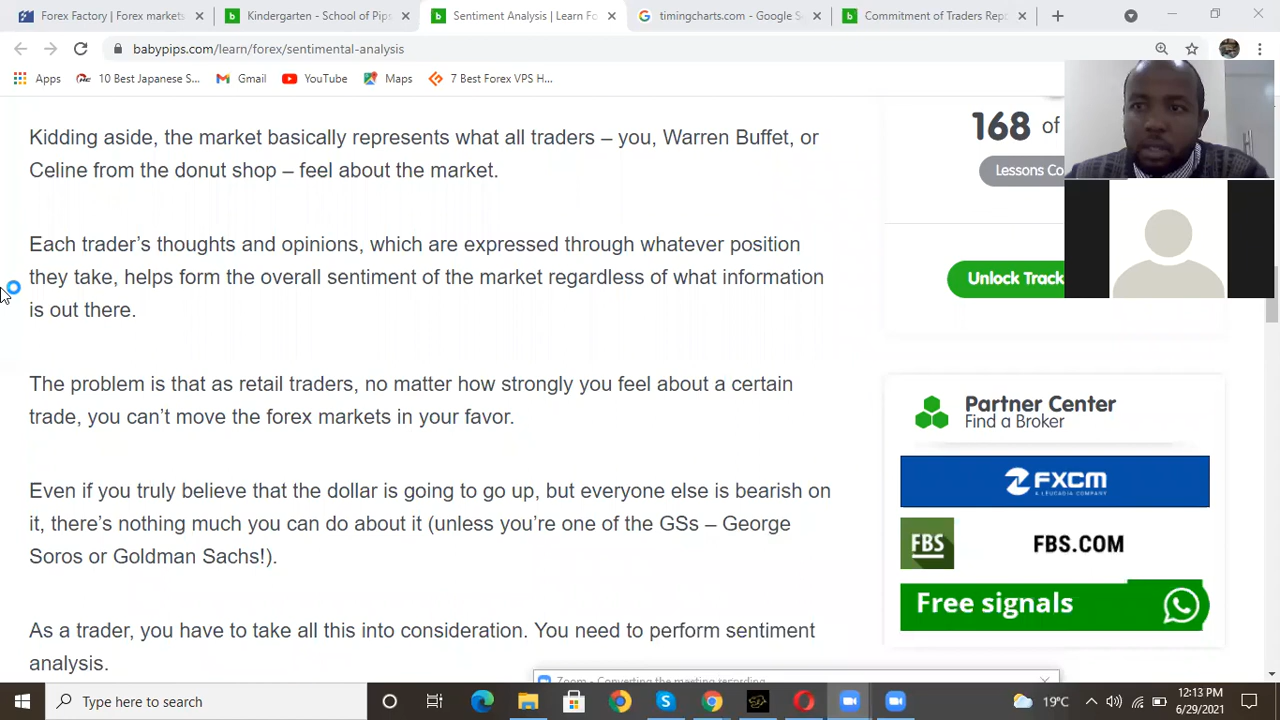 Forex Factory | Forex markets
Kindergarten - School of Pips
Sentiment Analysis | Learn Fo
timingcharts.com - Google S
Commitment of Traders Rep
babypips.com/learn/forex/sentimental-analysis
Apps
10 Best Japanese S...
Gmail
YouTube
Maps
7 Best Forex VPS H...
Kidding aside, the market basically represents what all traders – you, Warren Buffet, or
Celine from the donut shop – feel about the market.
Each trader's thoughts and opinions, which are expressed through whatever position
they take, helps form the overall sentiment of the market regardless of what information
is out there.
The problem is that as retail traders, no matter how strongly you feel about a certain
trade, you can't move the forex markets in your favor.
Even if you truly believe that the dollar is going to go up, but everyone else is bearish on
it, there's nothing much you can do about it (unless you're one of the GSs – George
Soros or Goldman Sachs!).
As a trader, you have to take all this into consideration. You need to perform sentiment
analysis.
168 of
Lessons Co
Unlock Track
Partner Center
Find a Broker
FXCM
A LEUCADIA COMPANY
FBS
FBS.COM
Free signals
Zoom - Converting the meeting recording
Type here to search
19°C
12:13 PM
6/29/2021